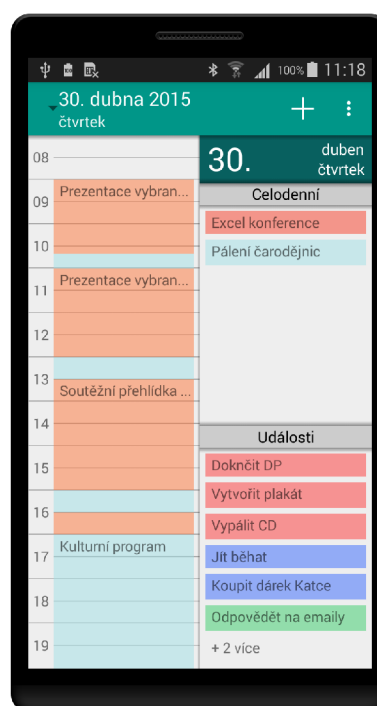 100% 11:18
30. dubna 2015
čtvrtek
30.
duben
čtvrtek
08
09
10
11
12
13
14
15
16
17
18
19
Prezentace vybran...
Prezentace vybran...
Soutěžní přehlídka ...
Kulturní program
Celodenní
Excel konference
Pálení čarodějnic
Události
Doknčit DP
Vytvořit plakát
Vypálit CD
Jít běhat
Koupit dárek Katce
Odpovědět na emaily
+ 2 více